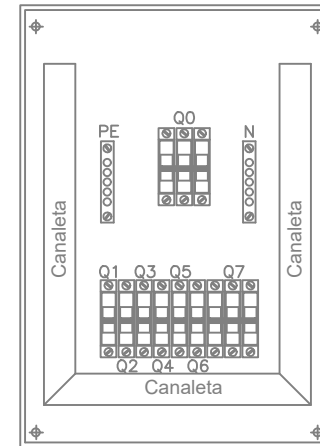 Q0
PE
N
Canaleta
Canaleta
Q1 Q3 Q5 Q7
Q2 Q4 Q6
Canaleta